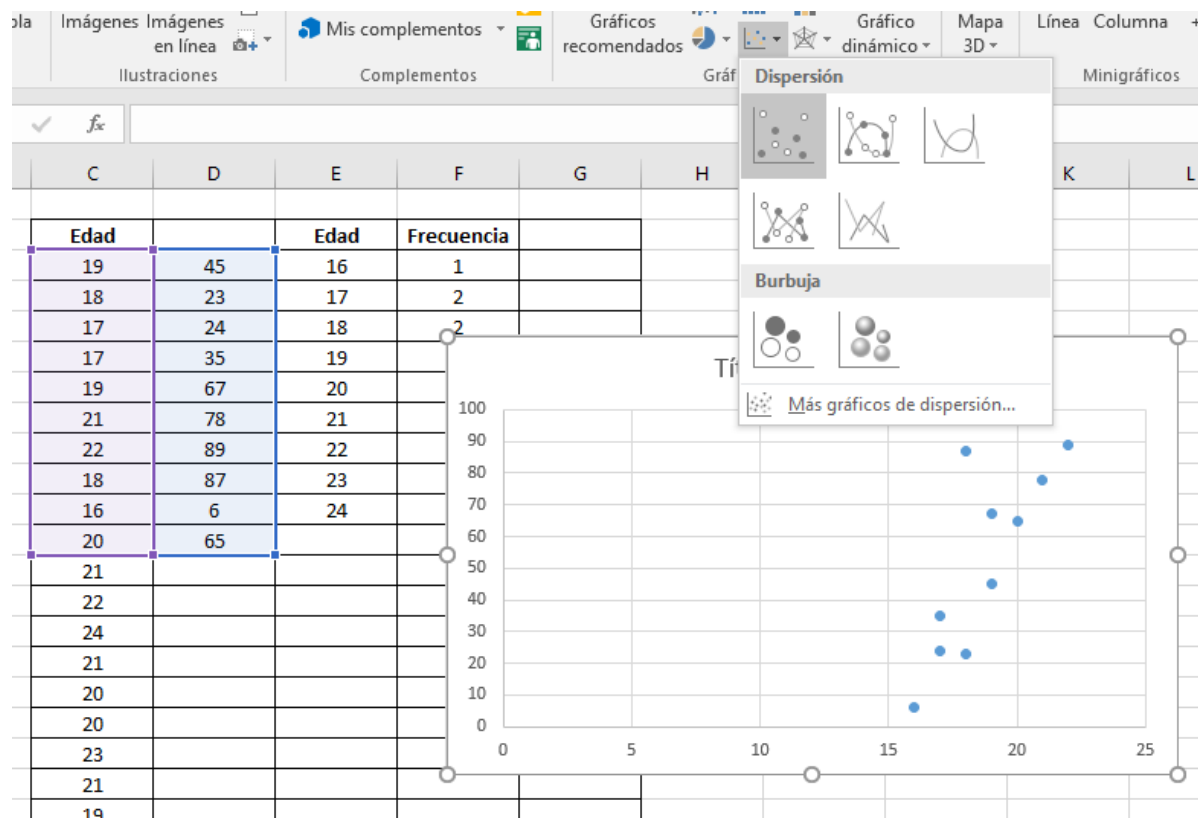 Imágenes Imágenes
en línea
Ilustraciones
Mis complementos
Complementos
Gráficos
recomendados
Gráfico
dinámico
Mapa
3D
Línea Columna
Minigráficos
Dispersión
Burbuja
Más gráficos de dispersión...
fx
C D E F G H K L
Edad Edad Frecuencia
19 45 16 1
18 23 17 2
17 24 18 2
17 35 19
19 67 20
21 78 21
22 89 22
18 87 23
16 6 24
20 65
21
22
24
21
20
20
23
21
19
100
90
80
70
60
50
40
30
20
10
0
0 5 10 15 20 25